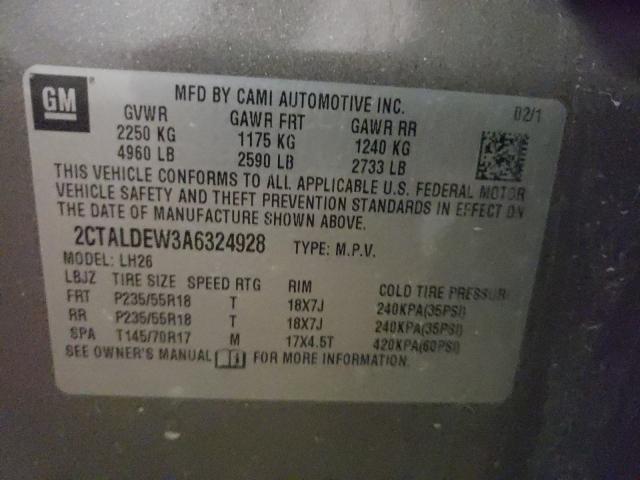 GM
MFD BY CAMI AUTOMOTIVE INC.
02/1
GVWR GAWR FRT GAWR RR
2250 KG 1175 KG 1240 KG
4960 LB 2590 LB 2733 LB
THIS VEHICLE CONFORMS TO ALL APPLICABLE U.S. FEDERAL MOTOR
VEHICLE SAFETY AND THEFT PREVENTION STANDARDS IN EFFECT ON
THE DATE OF MANUFACTURE SHOWN ABOVE.
2CTALDEW3A6324928 TYPE: M.P.V.
MODEL: LH26
LBJZ TIRE SIZE SPEED RTG RIM COLD TIRE PRESSUR
FRT P235/55R18 T 18X7J 240KPA(35PSI)
RR P235/55R18 T 18X7J 240KPA(35PSI)
SPA T145/70R17 M 17X4.5T 420KPA(60PSI)
SEE OWNER'S MANUAL FOR MORE INFORMATION.